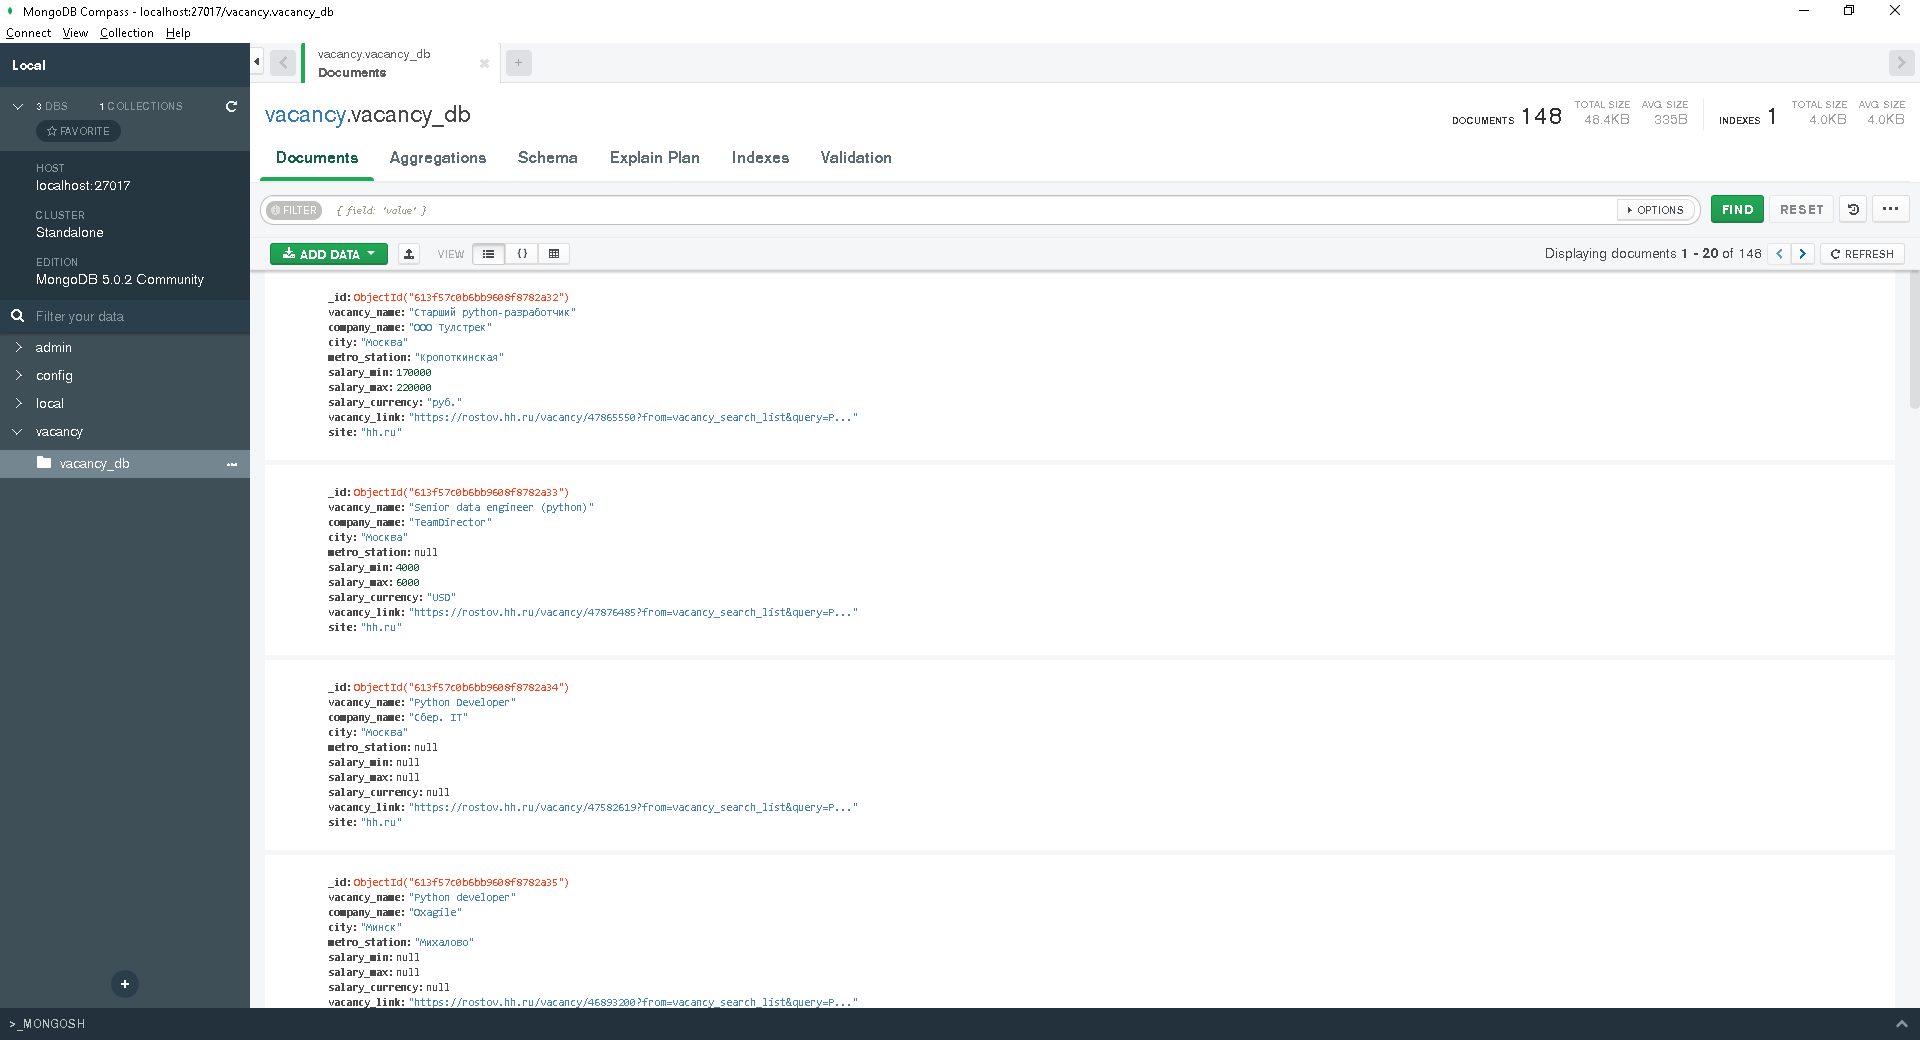 MongoDB Compass - localhost:27017/vacancy.vacancy_db
Connect View Collection Help
Local
3 DBS 1 COLLECTIONS
FAVORITE
HOST
localhost:27017
CLUSTER
Standalone
EDITION
MongoDB 5.0.2 Community
Filter your data
admin
config
local
vacancy
vacancy_db
vacancy.vacancy_db
Documents
vacancy.vacancy_db
DOCUMENTS 148 TOTAL SIZE 48.4KB AVG. SIZE 335B INDEXES 1 TOTAL SIZE 4.0KB AVG. SIZE 4.0KB
Documents Aggregations Schema Explain Plan Indexes Validation
FILTER { field: 'value' } OPTIONS FIND RESET
ADD DATA VIEW {} Displaying documents 1 - 20 of 148 REFRESH
_id: ObjectId("613f57c0b6bb9608f8782a32")
vacancy_name: "Старший python-разработчик"
company_name: "ООО Тулстрек"
city: "Москва"
metro_station: "Кропоткинская"
salary_min: 170000
salary_max: 220000
salary_currency: "руб."
vacancy_link: "https://rostov.hh.ru/vacancy/47865550?from=vacancy_search_list&query=P..."
site: "hh.ru"
_id: ObjectId("613f57c0b6bb9608f8782a33")
vacancy_name: "Senior data engineer (python)"
company_name: "TeamDirector"
city: "Москва"
metro_station: null
salary_min: 4000
salary_max: 6000
salary_currency: "USD"
vacancy_link: "https://rostov.hh.ru/vacancy/47876485?from=vacancy_search_list&query=P..."
site: "hh.ru"
_id: ObjectId("613f57c0b6bb9608f8782a34")
vacancy_name: "Python Developer"
company_name: "Сбер. IT"
city: "Москва"
metro_station: null
salary_min: null
salary_max: null
salary_currency: null
vacancy_link: "https://rostov.hh.ru/vacancy/47582619?from=vacancy_search_list&query=P..."
site: "hh.ru"
_id: ObjectId("613f57c0b6bb9608f8782a35")
vacancy_name: "Python developer"
company_name: "Oxagile"
city: "Минск"
metro_station: "Михалово"
salary_min: null
salary_max: null
salary_currency: null
vacancy_link: "https://rostov.hh.ru/vacancy/46893200?from=vacancy_search_list&query=P..."
>_MONGOSH